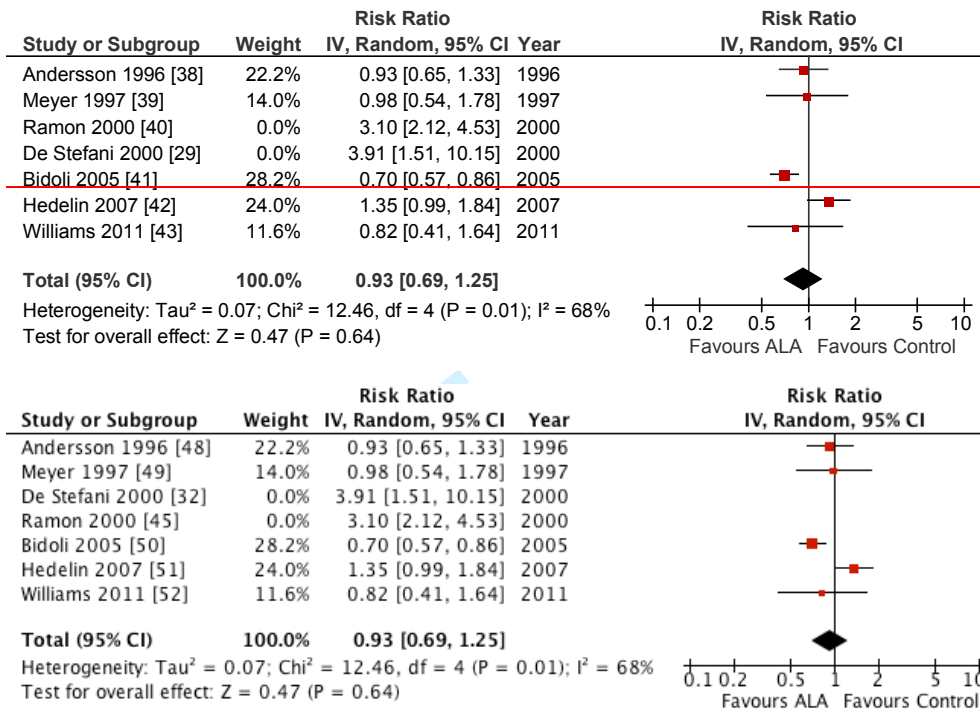 Risk Ratio Risk Ratio
Study or Subgroup Weight IV, Random, 95% CI Year IV, Random, 95% CI
Andersson 1996 [38] 22.2% 0.93 [0.65, 1.33] 1996
Meyer 1997 [39] 14.0% 0.98 [0.54, 1.78] 1997
Ramon 2000 [40] 0.0% 3.10 [2.12, 4.53] 2000
De Stefani 2000 [29] 0.0% 3.91 [1.51, 10.15] 2000
Bidoli 2005 [41] 28.2% 0.70 [0.57, 0.86] 2005
Hedelin 2007 [42] 24.0% 1.35 [0.99, 1.84] 2007
Williams 2011 [43] 11.6% 0.82 [0.41, 1.64] 2011
Total (95% CI) 100.0% 0.93 [0.69, 1.25]
Heterogeneity: Tau² = 0.07; Chi² = 12.46, df = 4 (P = 0.01); I² = 68%
Test for overall effect: Z = 0.47 (P = 0.64)
0.1 0.2 0.5 1 2 5 10
Favours ALA Favours Control
Risk Ratio Risk Ratio
Study or Subgroup Weight IV, Random, 95% CI Year IV, Random, 95% CI
Andersson 1996 [48] 22.2% 0.93 [0.65, 1.33] 1996
Meyer 1997 [49] 14.0% 0.98 [0.54, 1.78] 1997
De Stefani 2000 [32] 0.0% 3.91 [1.51, 10.15] 2000
Ramon 2000 [45] 0.0% 3.10 [2.12, 4.53] 2000
Bidoli 2005 [50] 28.2% 0.70 [0.57, 0.86] 2005
Hedelin 2007 [51] 24.0% 1.35 [0.99, 1.84] 2007
Williams 2011 [52] 11.6% 0.82 [0.41, 1.64] 2011
Total (95% CI) 100.0% 0.93 [0.69, 1.25]
Heterogeneity: Tau² = 0.07; Chi² = 12.46, df = 4 (P = 0.01); I² = 68%
Test for overall effect: Z = 0.47 (P = 0.64)
0.1 0.2 0.5 1 2 5 10
Favours ALA Favours Control